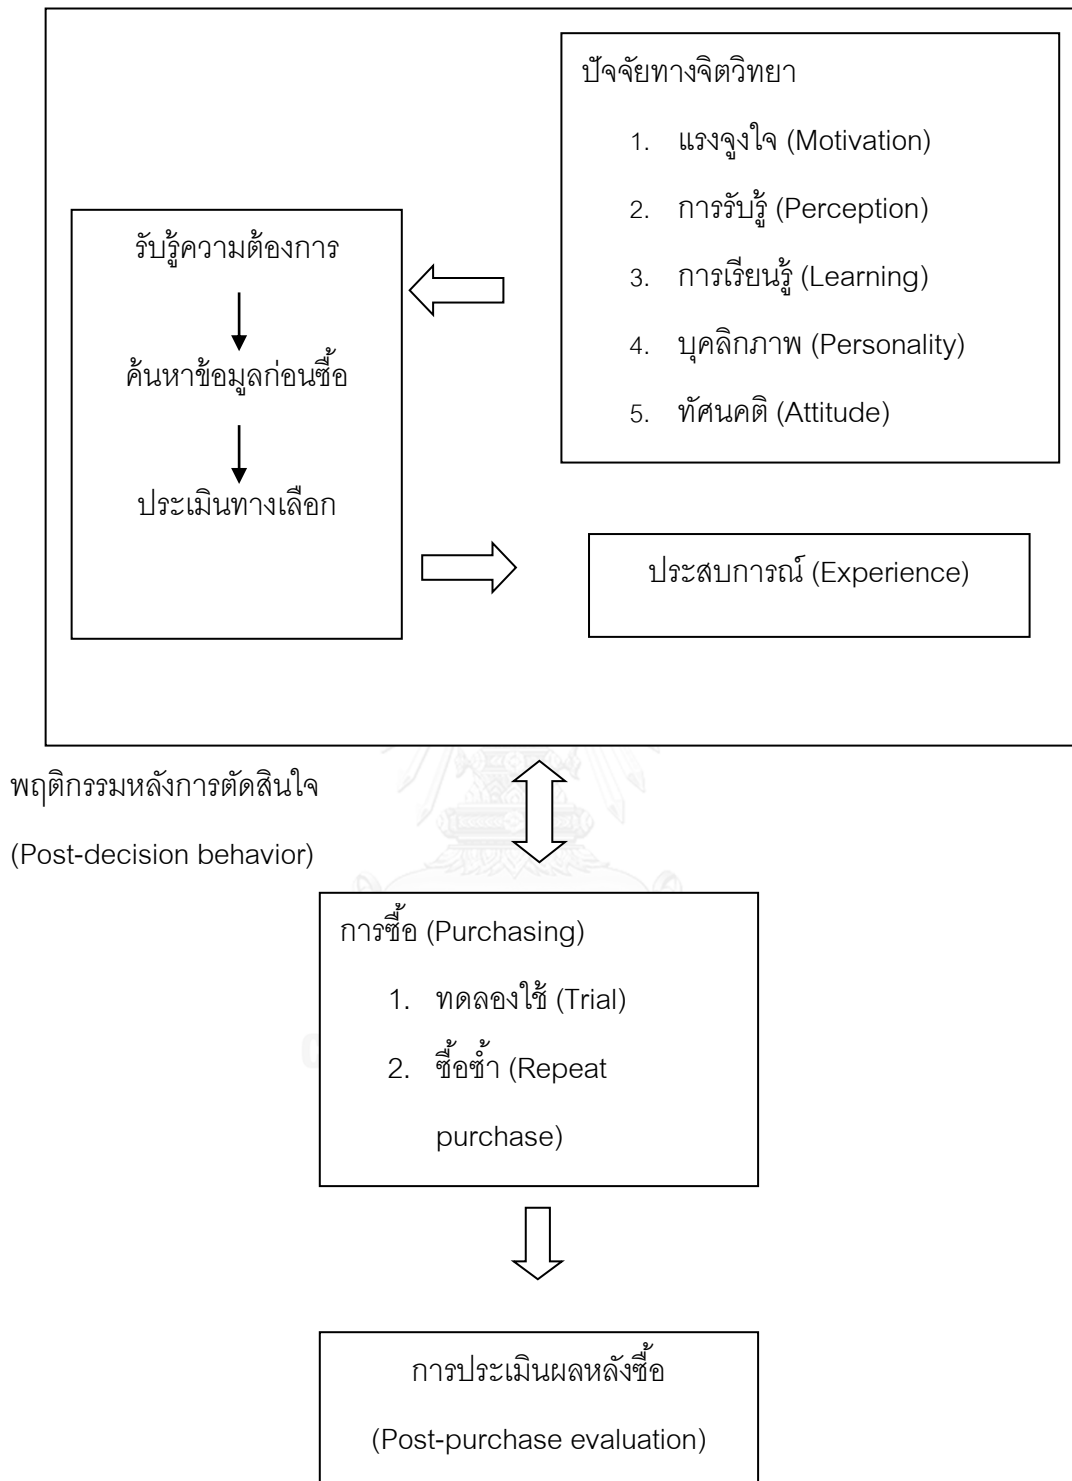 ปัจจัยทางจิตวิทยา
1. แรงจูงใจ (Motivation)
2. การรับรู้ (Perception)
3. การเรียนรู้ (Learning)
4. บุคลิกภาพ (Personality)
5. ทัศนคติ (Attitude)
รับรู้ความต้องการ
ค้นหาข้อมูลก่อนซื้อ
ประเมินทางเลือก
ประสบการณ์ (Experience)
พฤติกรรมหลังการตัดสินใจ
(Post-decision behavior)
การซื้อ (Purchasing)
1. ทดลองใช้ (Trial)
2. ซื้อซ้ำ (Repeat
purchase)
การประเมินผลหลังซื้อ
(Post-purchase evaluation)